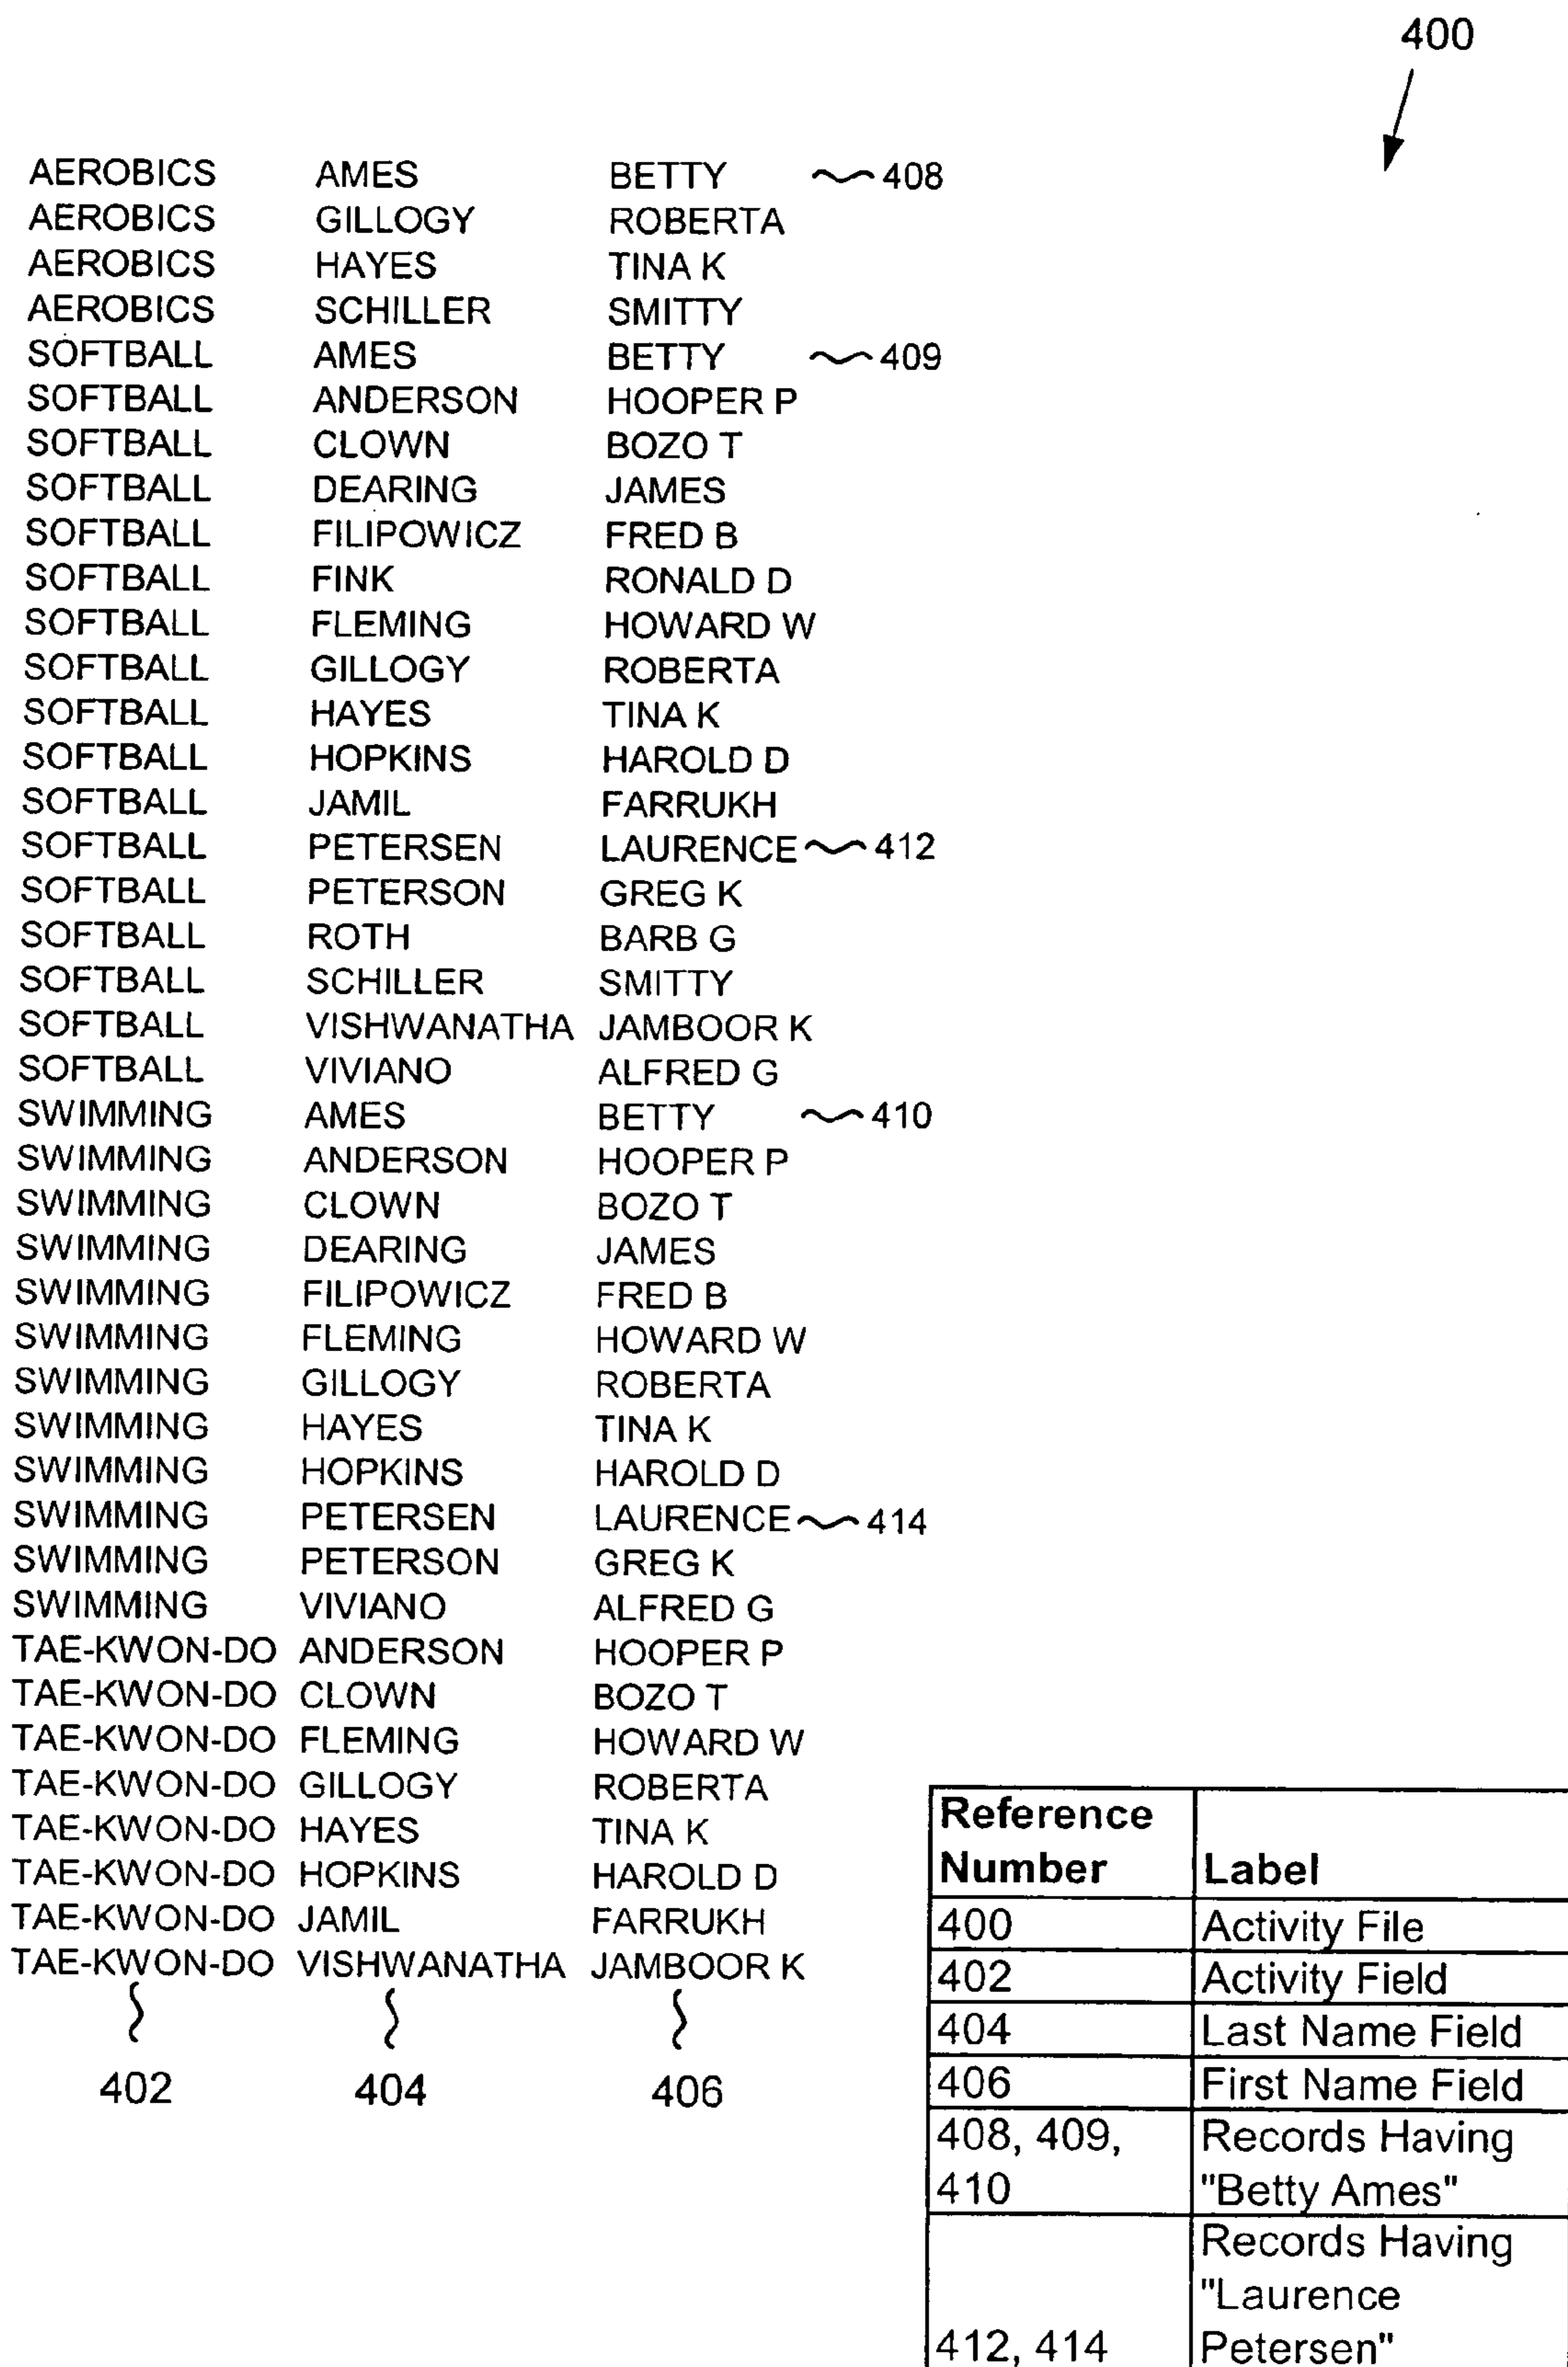 400
AEROBICS AMES BETTY 408
AEROBICS GILLOGY ROBERTA
AEROBICS HAYES TINA K
AEROBICS SCHILLER SMITTY
SOFTBALL AMES BETTY 409
SOFTBALL ANDERSON HOOPER P
SOFTBALL CLOWN BOZO T
SOFTBALL DEARING JAMES
SOFTBALL FILIPOWICZ FRED B
SOFTBALL FINK RONALD D
SOFTBALL FLEMING HOWARD W
SOFTBALL GILLOGY ROBERTA
SOFTBALL HAYES TINA K
SOFTBALL HOPKINS HAROLD D
SOFTBALL JAMIL FARRUKH
SOFTBALL PETERSEN LAURENCE 412
SOFTBALL PETERSON GREG K
SOFTBALL ROTH BARB G
SOFTBALL SCHILLER SMITTY
SOFTBALL VISHWANATHA JAMBOOR K
SOFTBALL VIVIANO ALFRED G
SWIMMING AMES BETTY 410
SWIMMING ANDERSON HOOPER P
SWIMMING CLOWN BOZO T
SWIMMING DEARING JAMES
SWIMMING FILIPOWICZ FRED B
SWIMMING FLEMING HOWARD W
SWIMMING GILLOGY ROBERTA
SWIMMING HAYES TINA K
SWIMMING HOPKINS HAROLD D
SWIMMING PETERSEN LAURENCE 414
SWIMMING PETERSON GREG K
SWIMMING VIVIANO ALFRED G
TAE-KWON-DO ANDERSON HOOPER P
TAE-KWON-DO CLOWN BOZO T
TAE-KWON-DO FLEMING HOWARD W
TAE-KWON-DO GILLOGY ROBERTA
TAE-KWON-DO HAYES TINA K
TAE-KWON-DO HOPKINS HAROLD D
TAE-KWON-DO JAMIL FARRUKH
TAE-KWON-DO VISHWANATHA JAMBOOR K
402 404 406
Reference
Number Label
400 Activity File
402 Activity Field
404 Last Name Field
406 First Name Field
408, 409, Records Having
410 "Betty Ames"
Records Having
"Laurence
412, 414 Petersen"